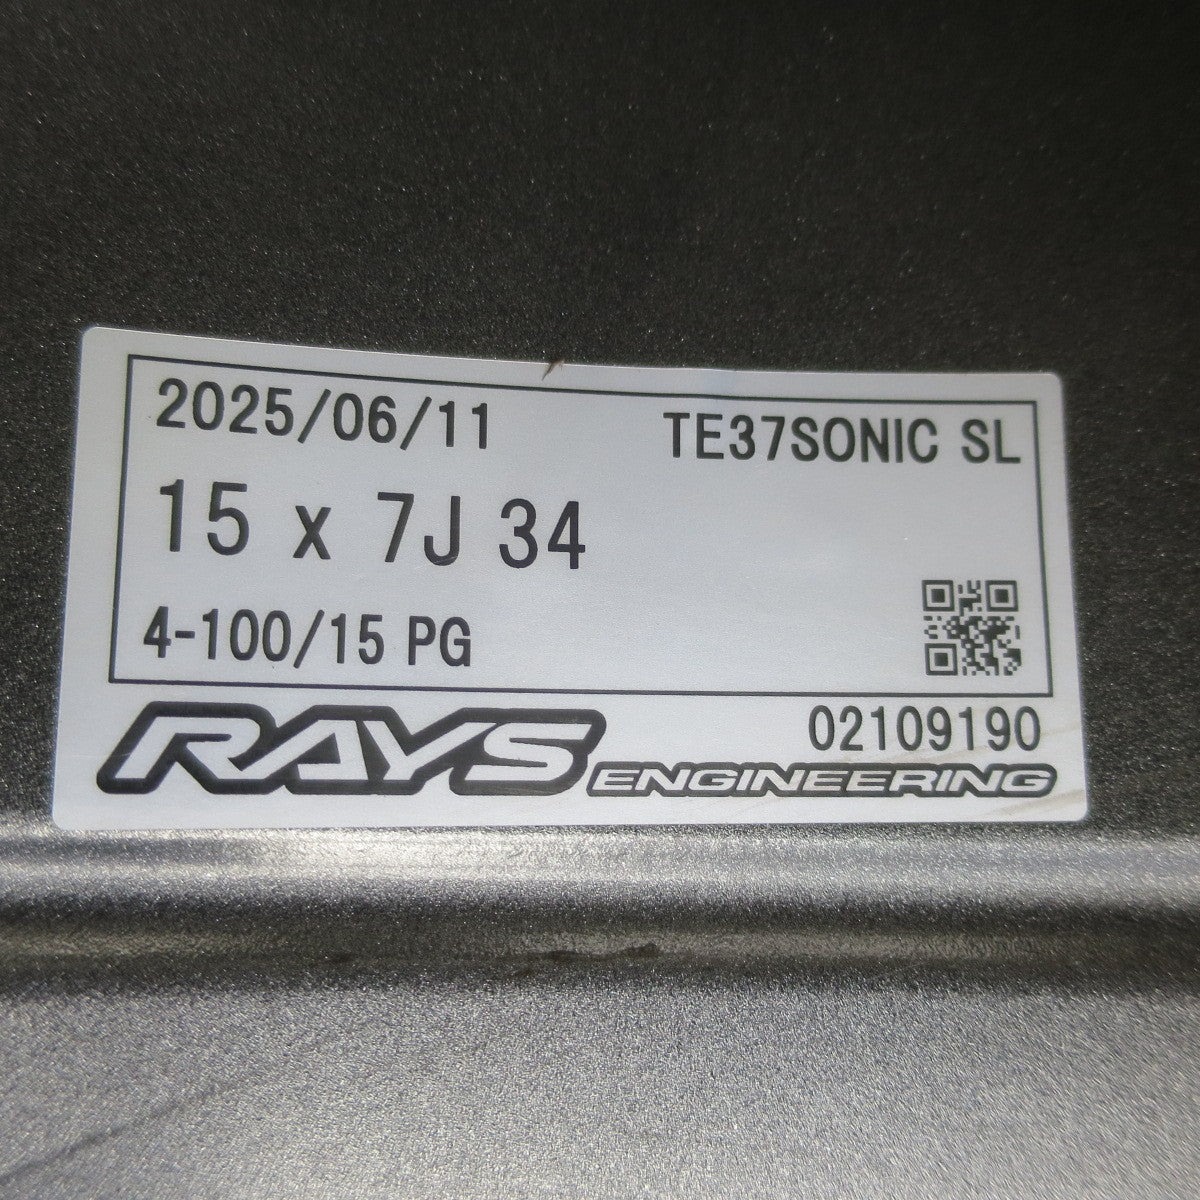 2025/06/11 TE37SONIC SL
15 x 7J 34
4-100/15 PG
02109190
RAYS ENGINEERING